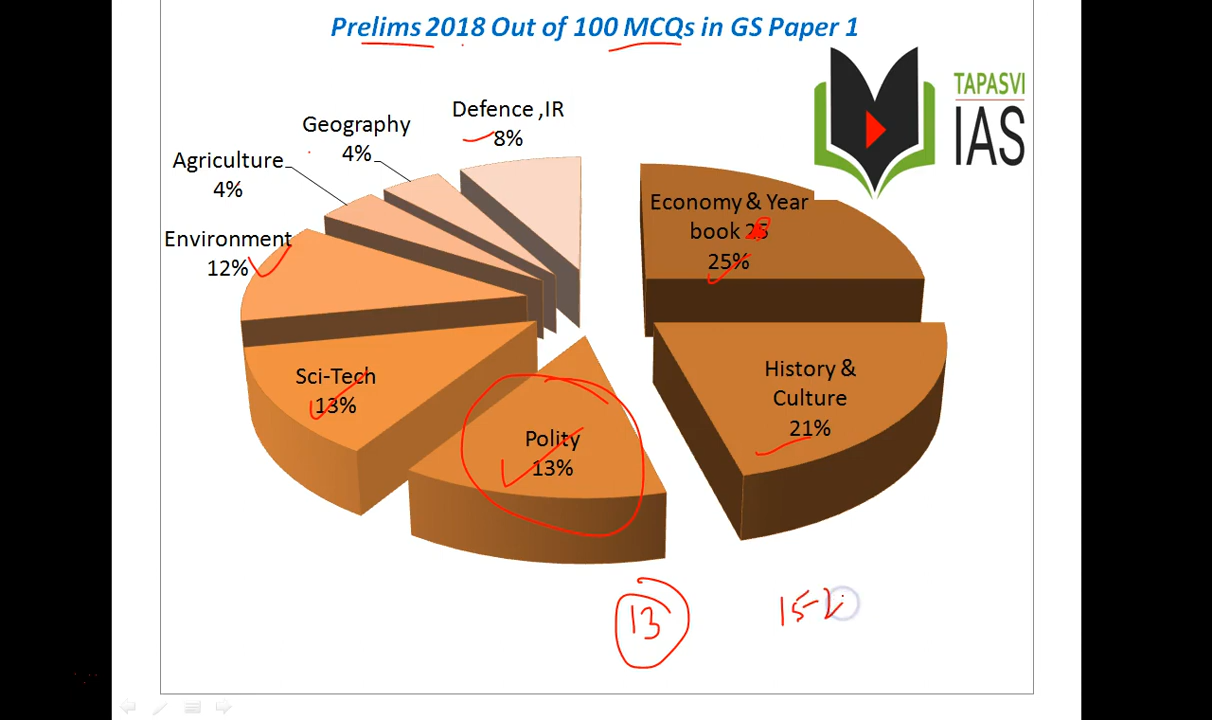 Prelims 2018 Out of 100 MCQs in GS Paper 1
TAPASVI
IAS
Defence ,IR
8%
Geography
4%
Agriculture
4%
Environment
12%
Economy & Year
book
25%
Sci-Tech
13%
Polity
13%
History &
Culture
21%
13